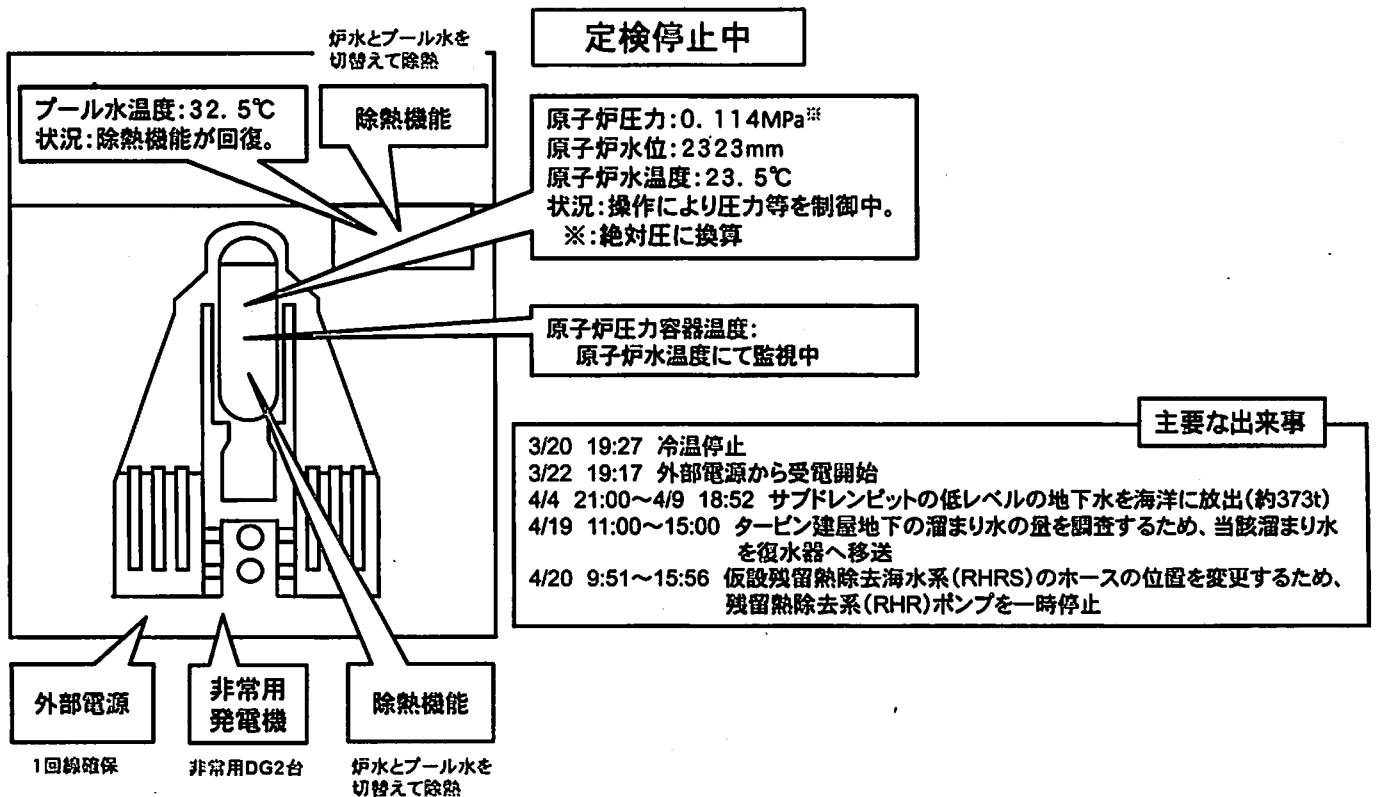 炉水とプール水を
切替えて除熱
定検停止中
プール水温度:32. 5℃
状況:除熱機能が回復。
除熱機能
原子炉圧力:0. 114MPa※
原子炉水位:2323mm
原子炉水温度:23. 5℃
状況:操作により圧力等を制御中。
※:絶対圧に換算
原子炉圧力容器温度:
原子炉水温度にて監視中
主要な出来事
3/20 19:27 冷温停止
3/22 19:17 外部電源から受電開始
4/4 21:00～4/9 18:52 サブドレンピットの低レベルの地下水を海洋に放出(約373t)
4/19 11:00～15:00 タービン建屋地下の溜まり水の量を調査するため、当該溜まり水
を復水器へ移送
4/20 9:51～15:56 仮設残留熱除去海水系(RHRS)のホースの位置を変更するため、
残留熱除去系(RHR)ポンプを一時停止
外部電源
非常用
発電機
除熱機能
1回線確保
非常用DG2台
炉水とプール水を
切替えて除熱